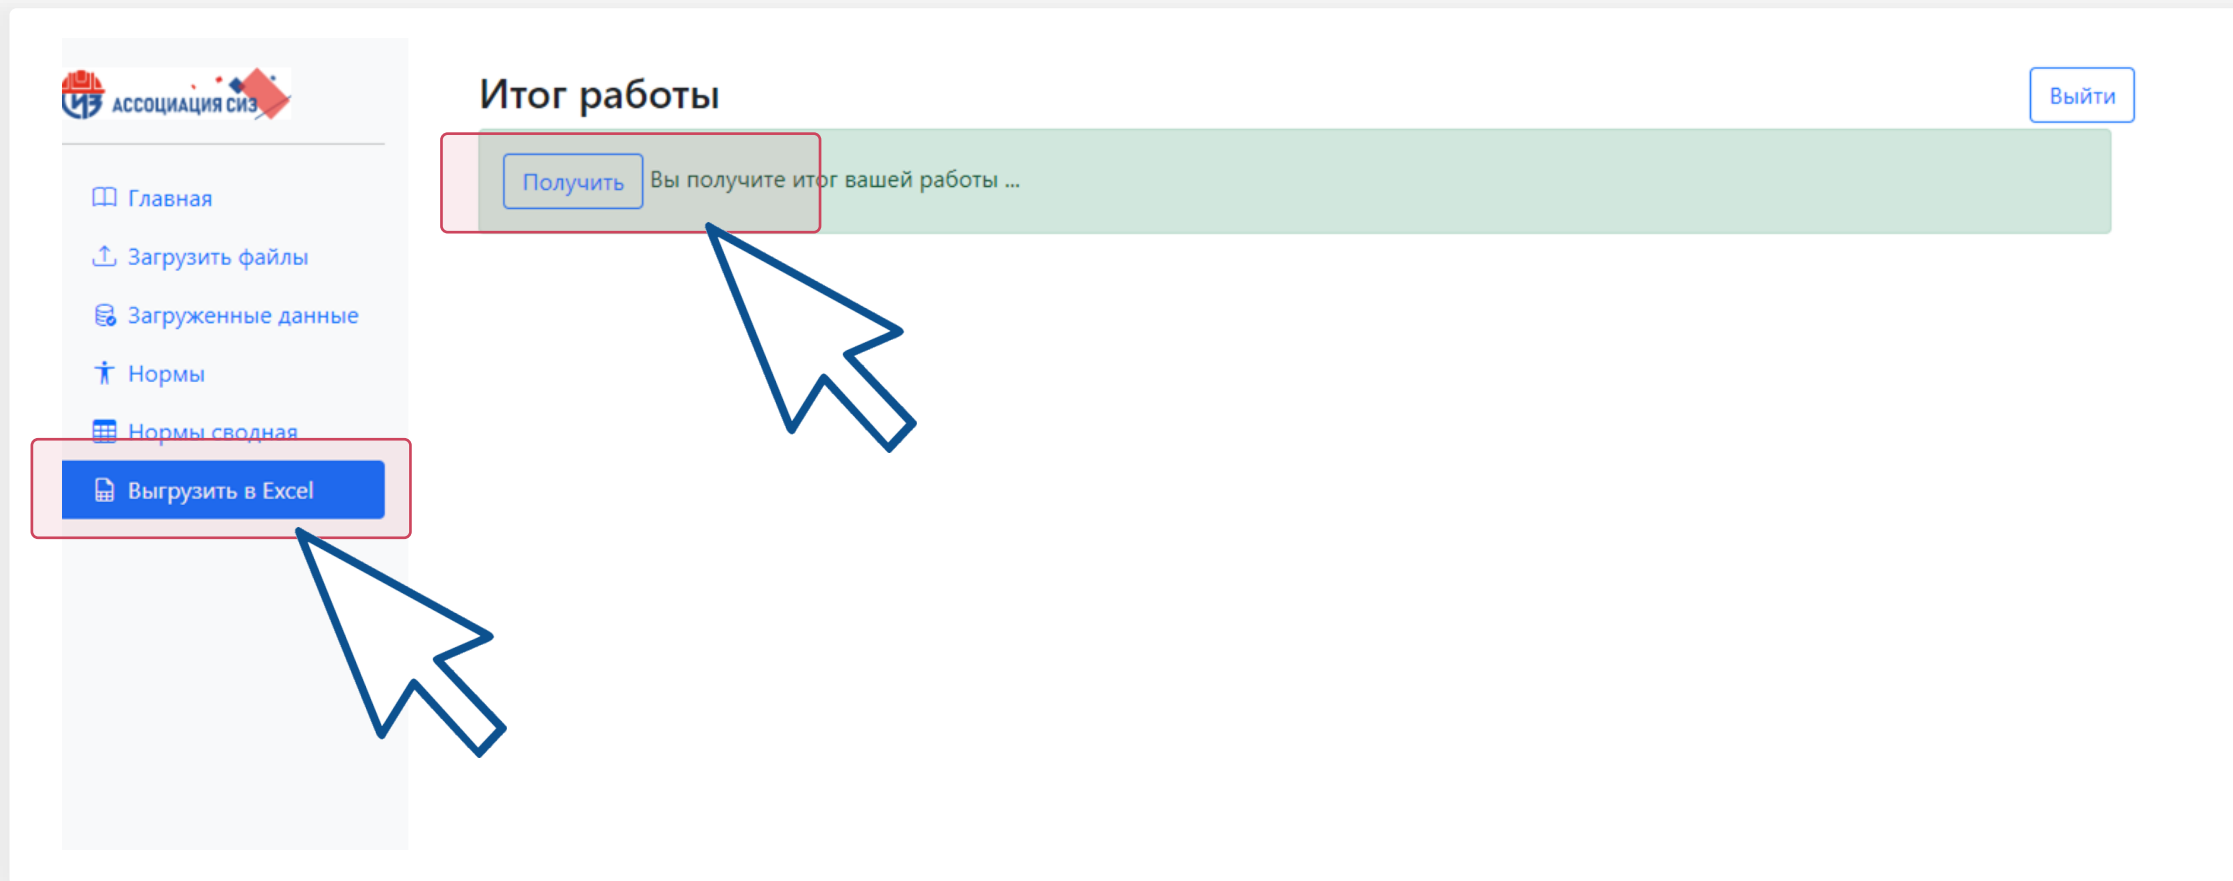 АССОЦИАЦИЯ СИЗ
Главная
Загрузить файлы
Загруженные данные
Нормы
Нормы сводная
Выгрузить в Excel
Итог работы
Выйти
Получить Вы получите итог вашей работы ...